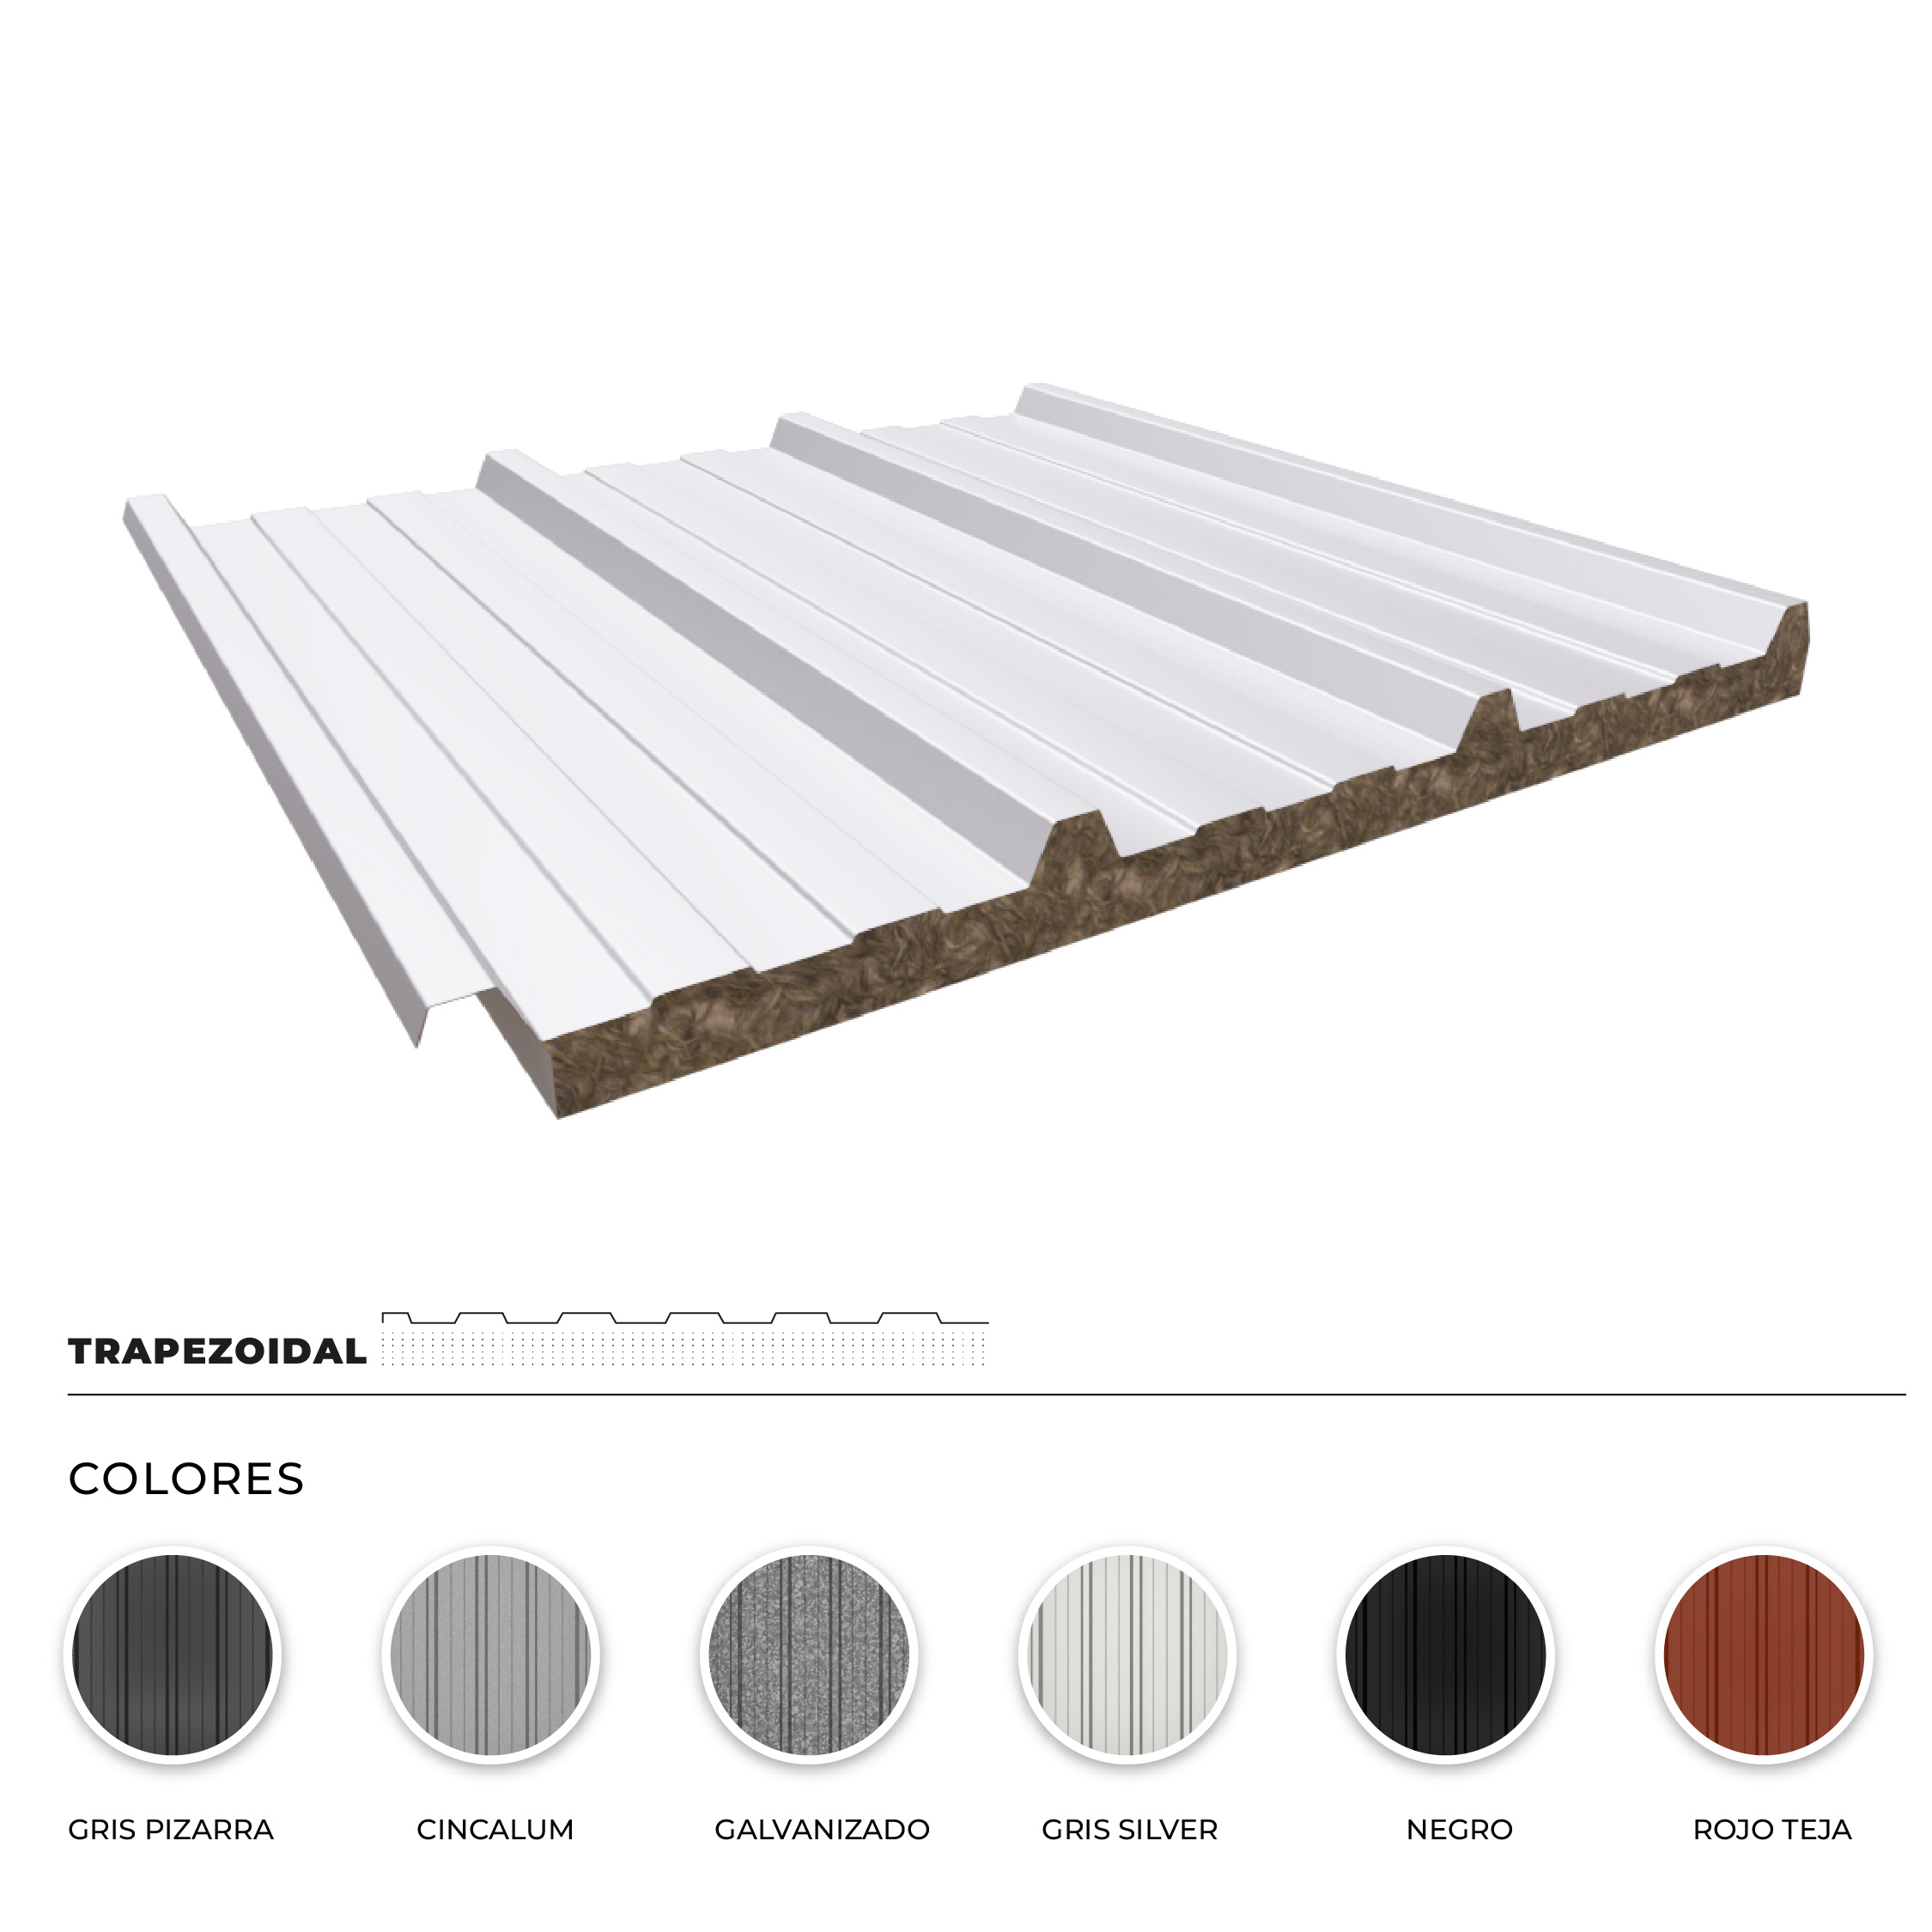 TRAPEZOIDAL
COLORES
GRIS PIZARRA
CINCALUM
GALVANIZADO
GRIS SILVER
NEGRO
ROJO TEJA